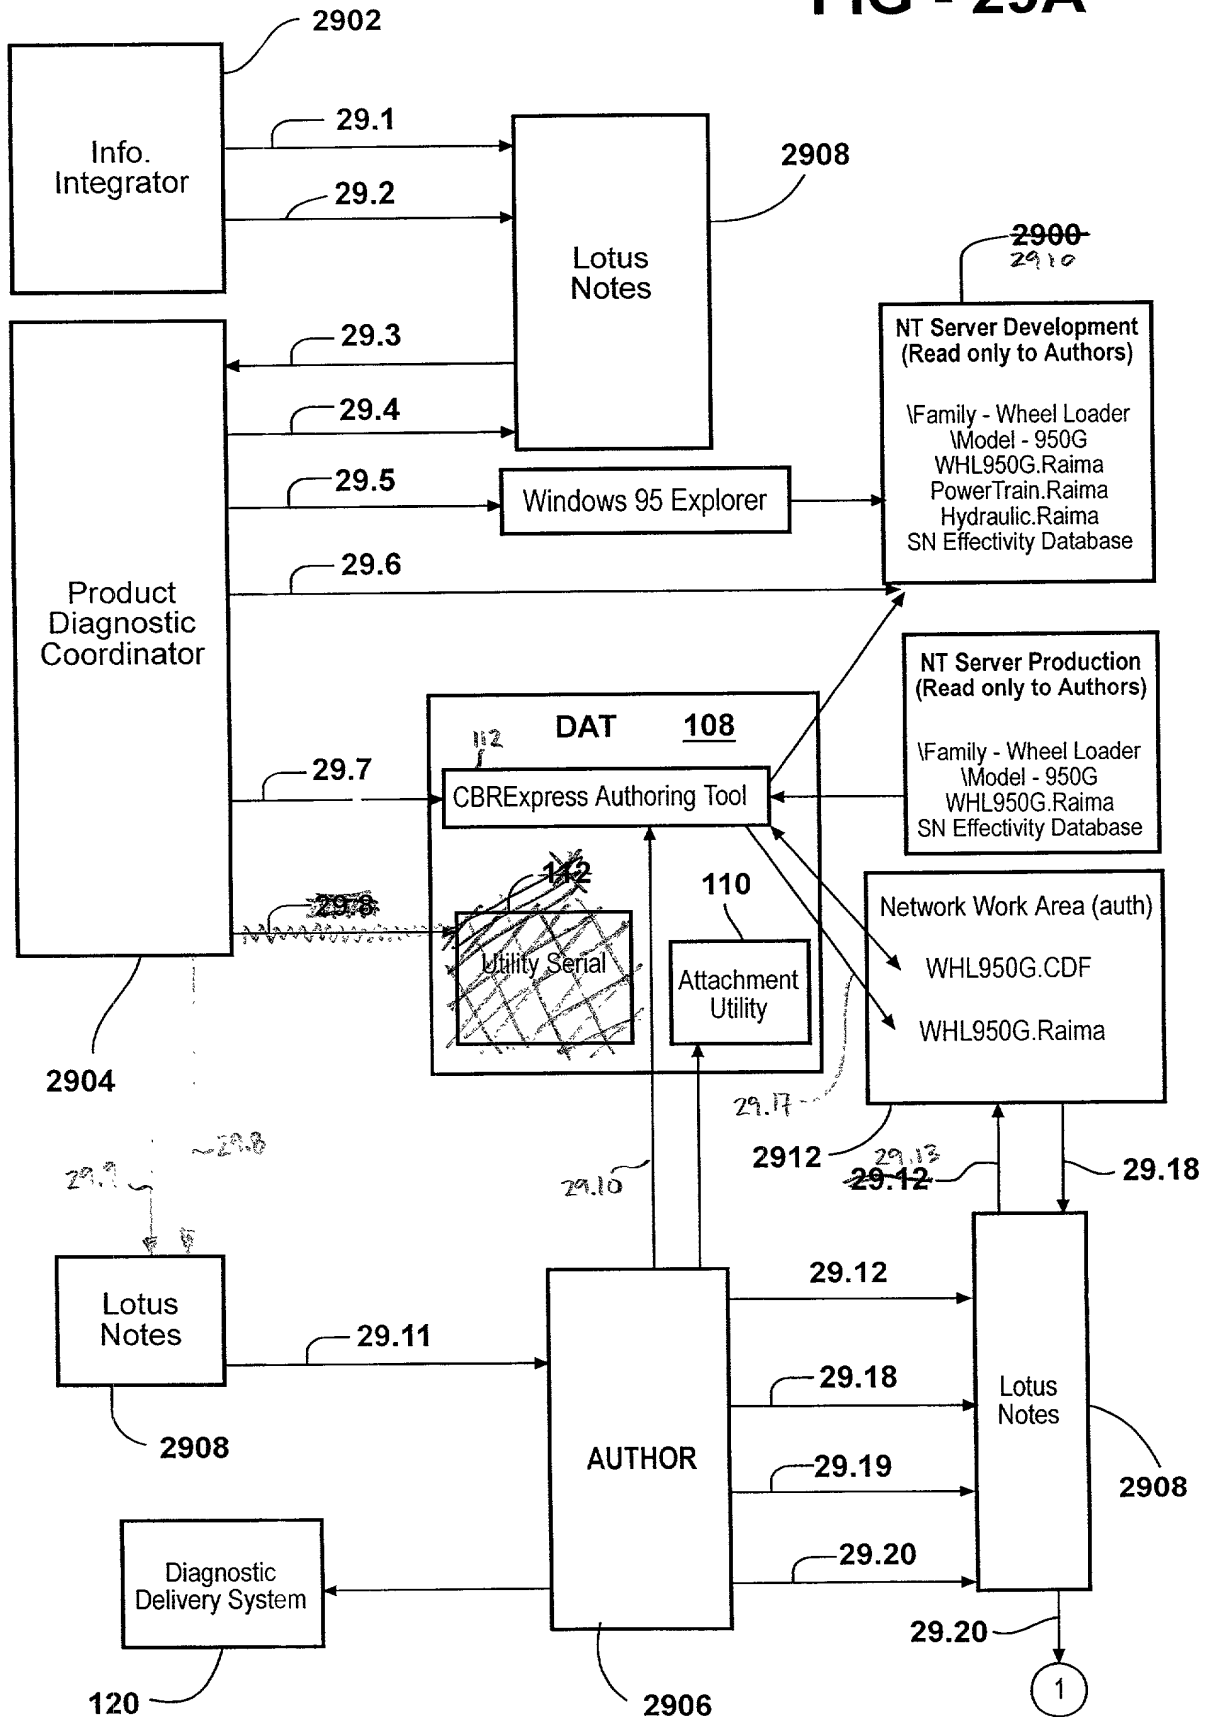 FIG - 29A
2902
Info.
Integrator
29.1
29.2
Lotus
Notes
2908
2900
2910
NT Server Development
(Read only to Authors)
\Family - Wheel Loader
\Model - 950G
WHL950G.Raima
PowerTrain.Raima
Hydraulic.Raima
SN Effectivity Database
29.3
29.4
29.5
Windows 95 Explorer
29.6
Product
Diagnostic
Coordinator
NT Server Production
(Read only to Authors)
\Family - Wheel Loader
\Model - 950G
WHL950G.Raima
SN Effectivity Database
DAT 108
112
29.7
CBRExpress Authoring Tool
112
29.8
Utility Serial
110
Attachment
Utility
Network Work Area (auth)
WHL950G.CDF
WHL950G.Raima
2904
29.17
2912
29.13
29.12
29.18
29.8
29.9
29.10
Lotus
Notes
29.11
2908
AUTHOR
29.12
29.18
29.19
29.20
Lotus
Notes
2908
Diagnostic
Delivery System
120
2906
29.20
1